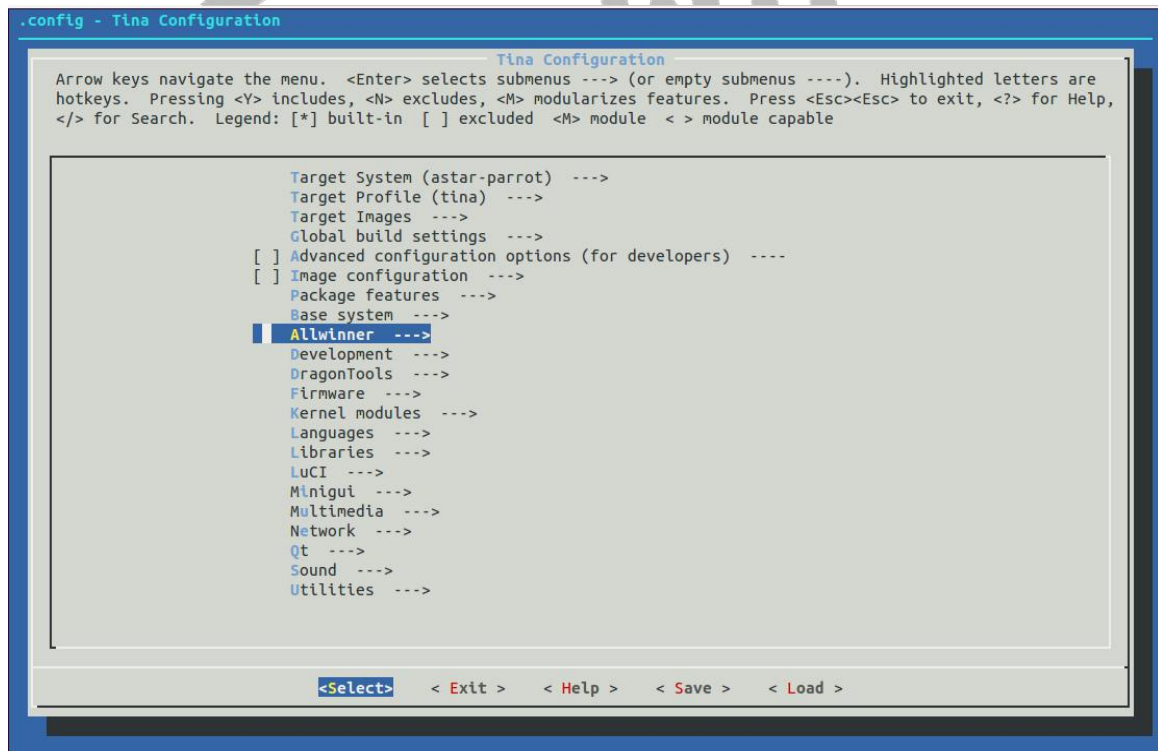 .config - Tina Configuration
Tina Configuration
Arrow keys navigate the menu.  <Enter> selects submenus ---> (or empty submenus ----).  Highlighted letters are
hotkeys.  Pressing <Y> includes, <N> excludes, <M> modularizes features.  Press <Esc><Esc> to exit, <?> for Help,
</> for Search.  Legend: [*] built-in  [ ] excluded  <M> module  < > module capable
Target System (astar-parrot)  --->
Target Profile (tina)  --->
Target Images  --->
Global build settings  --->
[ ] Advanced configuration options (for developers)  ----
[ ] Image configuration  --->
Package features  --->
Base system  --->
Allwinner  --->
Development  --->
DragonTools  --->
Firmware  --->
Kernel modules  --->
Languages  --->
Libraries  --->
LuCI  --->
Minigui  --->
Multimedia  --->
Network  --->
Qt  --->
Sound  --->
Utilities  --->
<Select>    < Exit >    < Help >    < Save >    < Load >